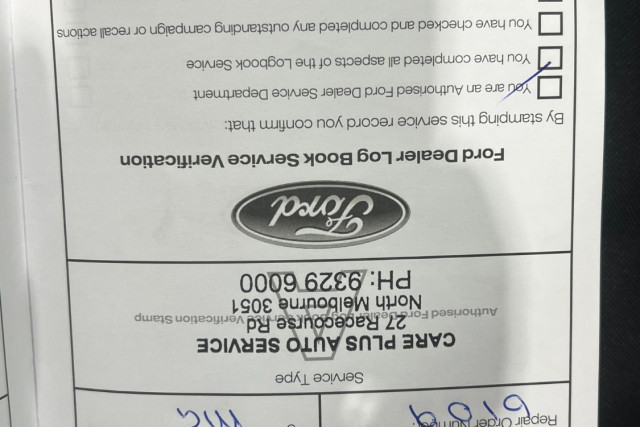 Repair Order Number:
Service Type
A
CARE PLUS AUTO SERVICE
27 Racecourse Rd
Authorised Ford Dealer Log Book Service Verification Stamp
North Melbourne 3051
PH: 9329 6000
Ford
Ford Dealer Log Book Service Verification
By stamping this service record you confirm that:
You are an Authorised Ford Dealer Service Department
You have completed all aspects of the Logbook Service
You have checked and completed any outstanding campaign or recall actions